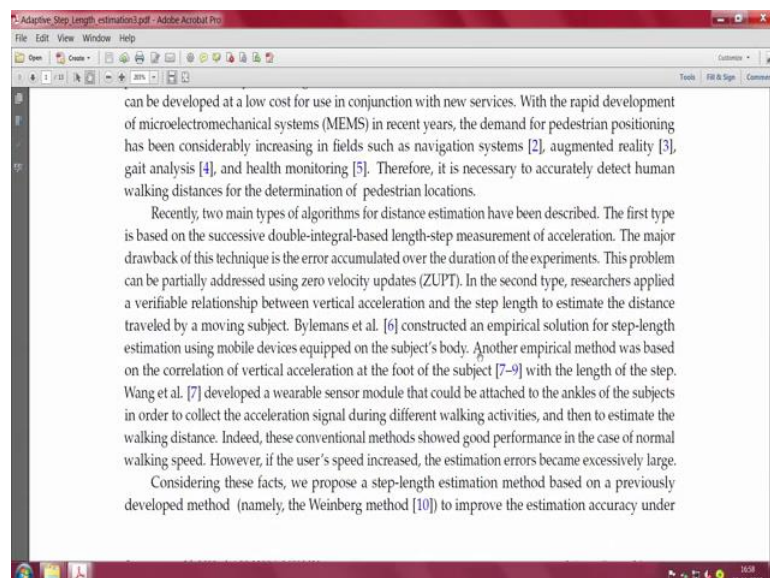 Adaptive_Step_Length_estimation3.pdf - Adobe Acrobat Pro
File Edit View Window Help
Open Create Customize
1 / 11 205% Tools Fill & Sign Comment
can be developed at a low cost for use in conjunction with new services. With the rapid development
of microelectromechanical systems (MEMS) in recent years, the demand for pedestrian positioning
has been considerably increasing in fields such as navigation systems [2], augmented reality [3],
gait analysis [4], and health monitoring [5]. Therefore, it is necessary to accurately detect human
walking distances for the determination of pedestrian locations.
Recently, two main types of algorithms for distance estimation have been described. The first type
is based on the successive double-integral-based length-step measurement of acceleration. The major
drawback of this technique is the error accumulated over the duration of the experiments. This problem
can be partially addressed using zero velocity updates (ZUPT). In the second type, researchers applied
a verifiable relationship between vertical acceleration and the step length to estimate the distance
traveled by a moving subject. Bylemans et al. [6] constructed an empirical solution for step-length
estimation using mobile devices equipped on the subject's body. Another empirical method was based
on the correlation of vertical acceleration at the foot of the subject [7–9] with the length of the step.
Wang et al. [7] developed a wearable sensor module that could be attached to the ankles of the subjects
in order to collect the acceleration signal during different walking activities, and then to estimate the
walking distance. Indeed, these conventional methods showed good performance in the case of normal
walking speed. However, if the user's speed increased, the estimation errors became excessively large.
Considering these facts, we propose a step-length estimation method based on a previously
developed method (namely, the Weinberg method [10]) to improve the estimation accuracy under
16:58